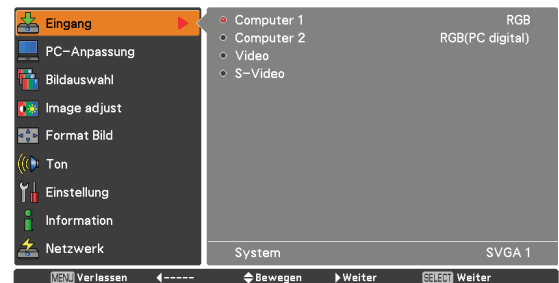 Eingang
PC-Anpassung
Bildauswahl
Image adjust
Format Bild
Ton
Einstellung
Information
Netzwerk
Computer 1 RGB
Computer 2 RGB(PC digital)
Video
S-Video
System SVGA 1
MENU Verlassen ----- Bewegen Weiter SELECT Weiter